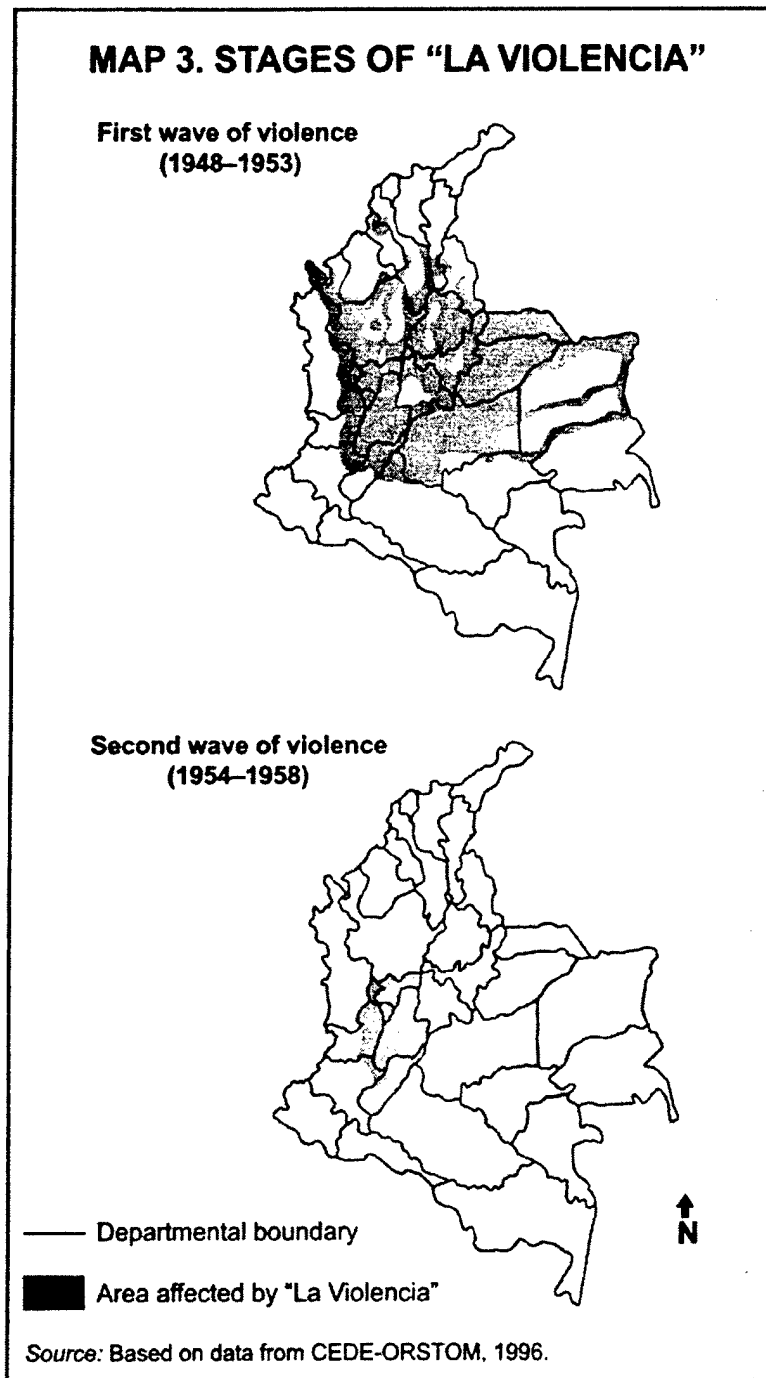 MAP 3. STAGES OF “LA VIOLENCIA”
First wave of violence
(1948–1953)
Second wave of violence
(1954–1958)
N
Departmental boundary
Area affected by “La Violencia”
Source: Based on data from CEDE-ORSTOM, 1996.